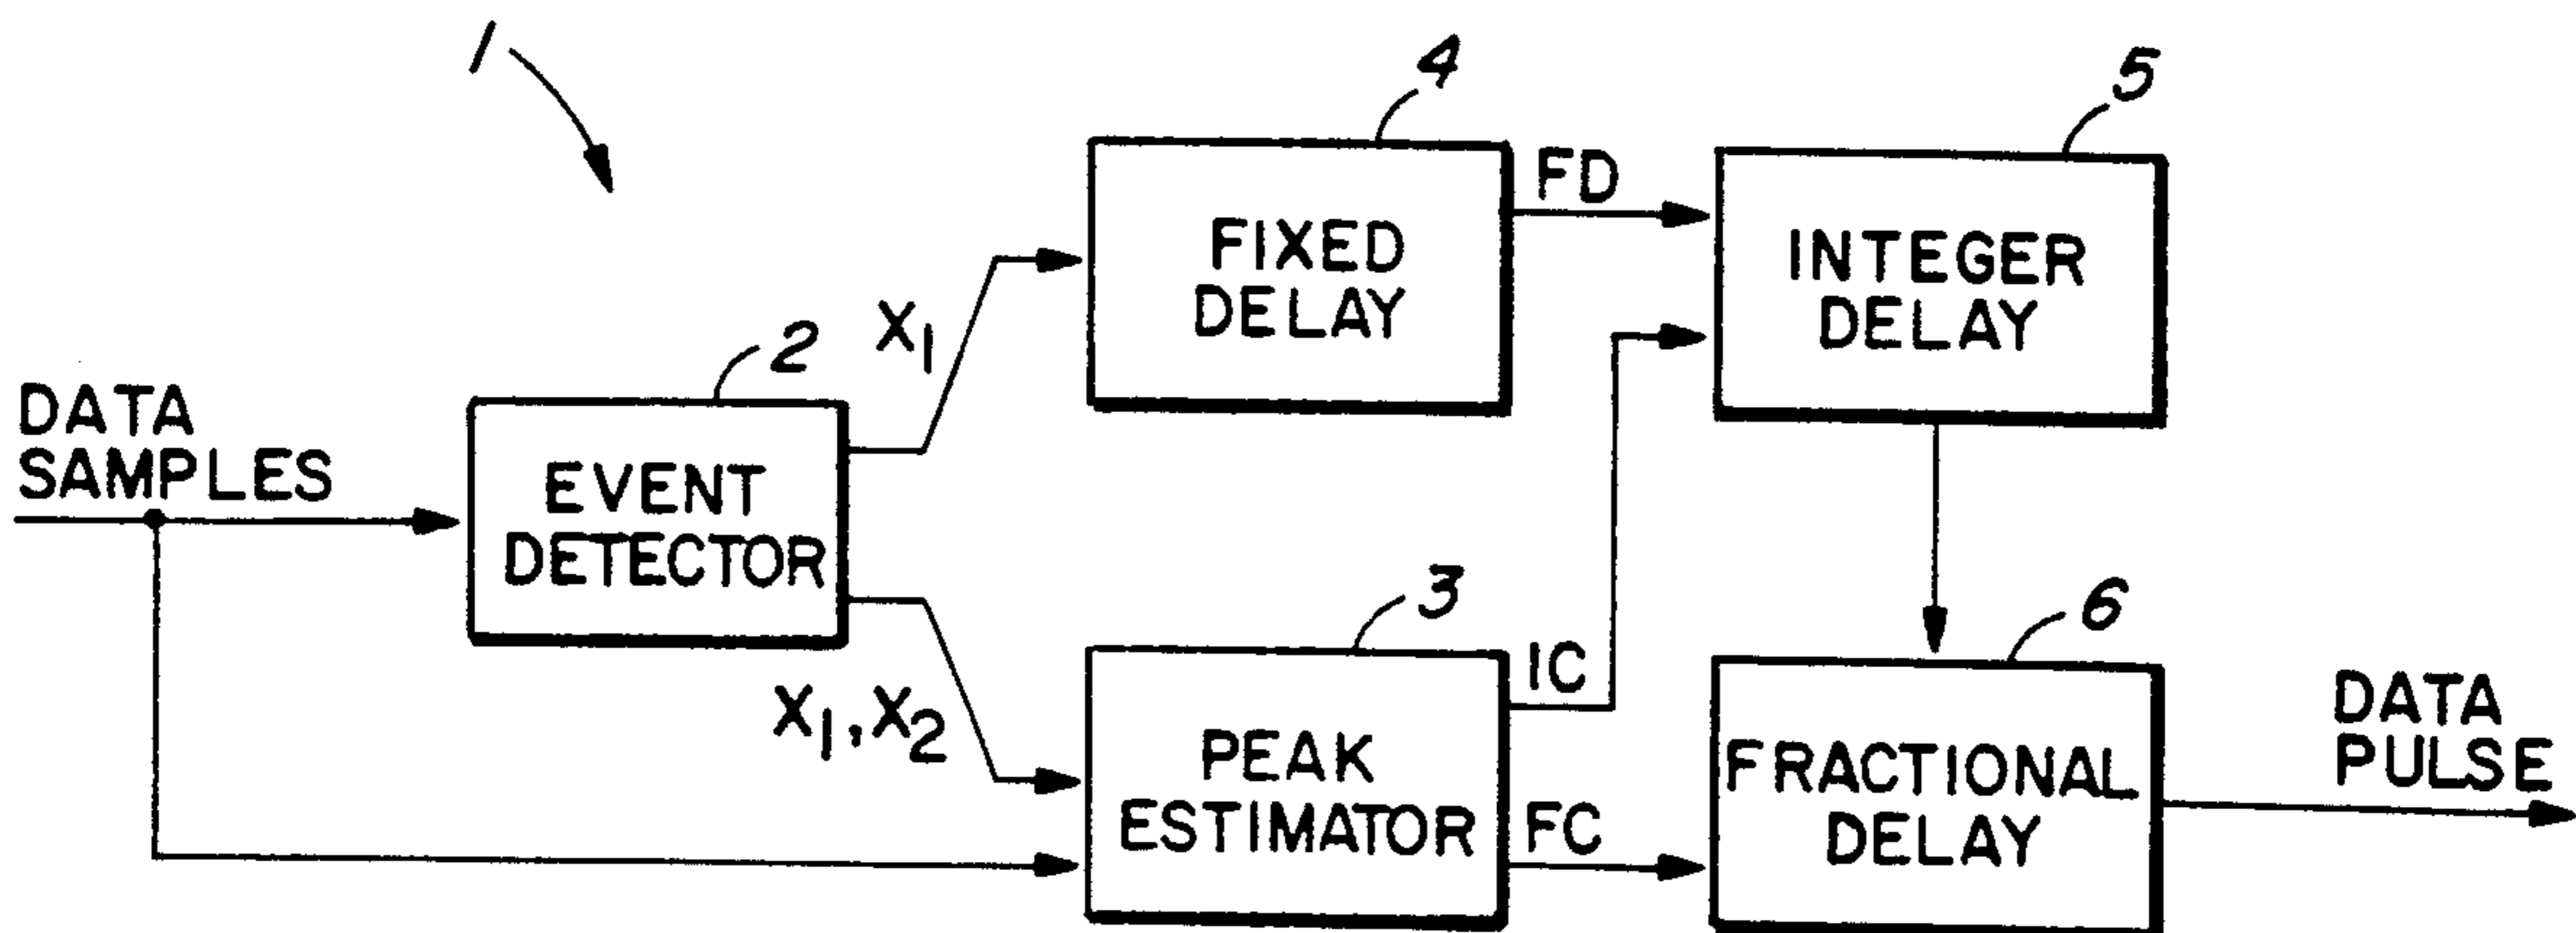 1
4
5
FD
FIXED
DELAY
INTEGER
DELAY
X1
2
DATA
SAMPLES
EVENT
DETECTOR
X1,X2
3
IC
6
PEAK
ESTIMATOR
FC
FRACTIONAL
DELAY
DATA
PULSE